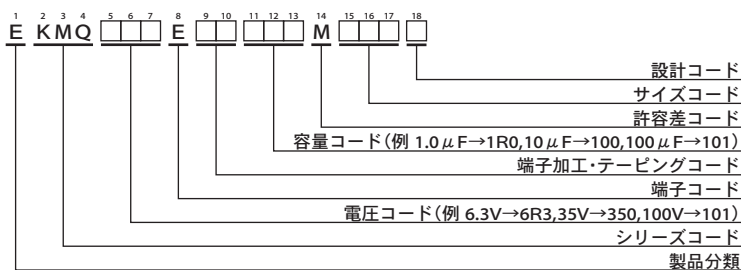 1 2 3 4 5 6 7 8 9 10 11 12 13 14 15 16 17 18
E KMQ □□□ E □□ □□□ M □□□ □
設計コード
サイズコード
許容差コード
容量コード(例 1.0μF→1R0,10μF→100,100μF→101)
端子加工・テーピングコード
端子コード
電圧コード(例 6.3V→6R3,35V→350,100V→101)
シリーズコード
製品分類